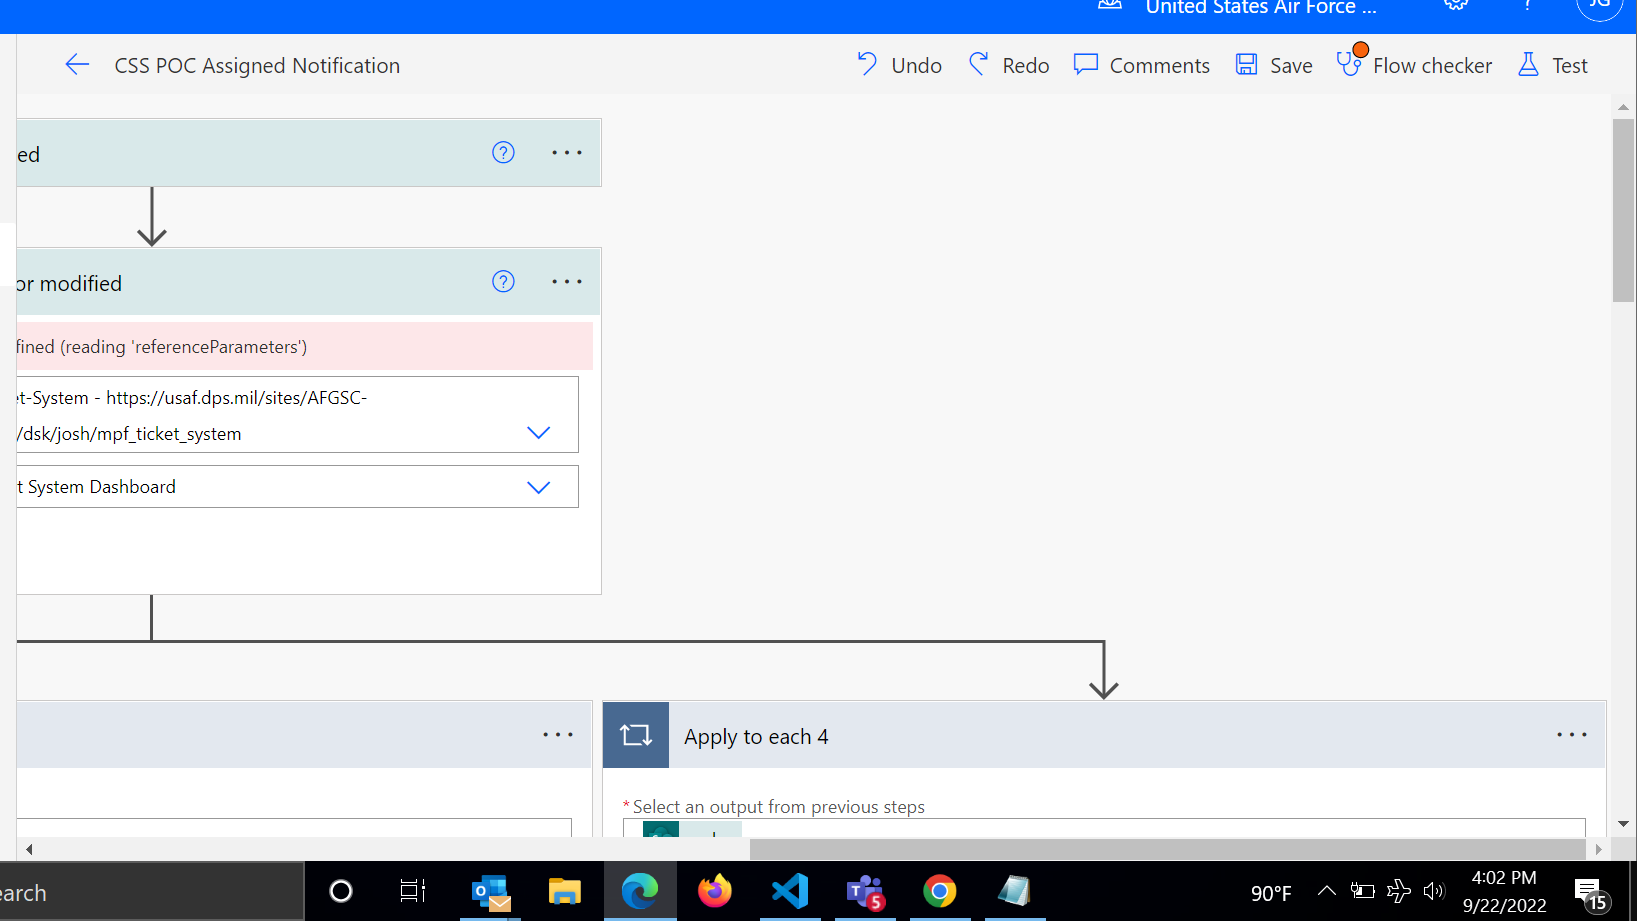 United States Air Force ...
?
JG
CSS POC Assigned Notification
Undo
Redo
Comments
Save
Flow checker
Test
ed
?
or modified
?
fined (reading 'referenceParameters')
et-System - https://usaf.dps.mil/sites/AFGSC-
/dsk/josh/mpf_ticket_system
t System Dashboard
Apply to each 4
* Select an output from previous steps
earch
5
90°F
4:02 PM
9/22/2022
15